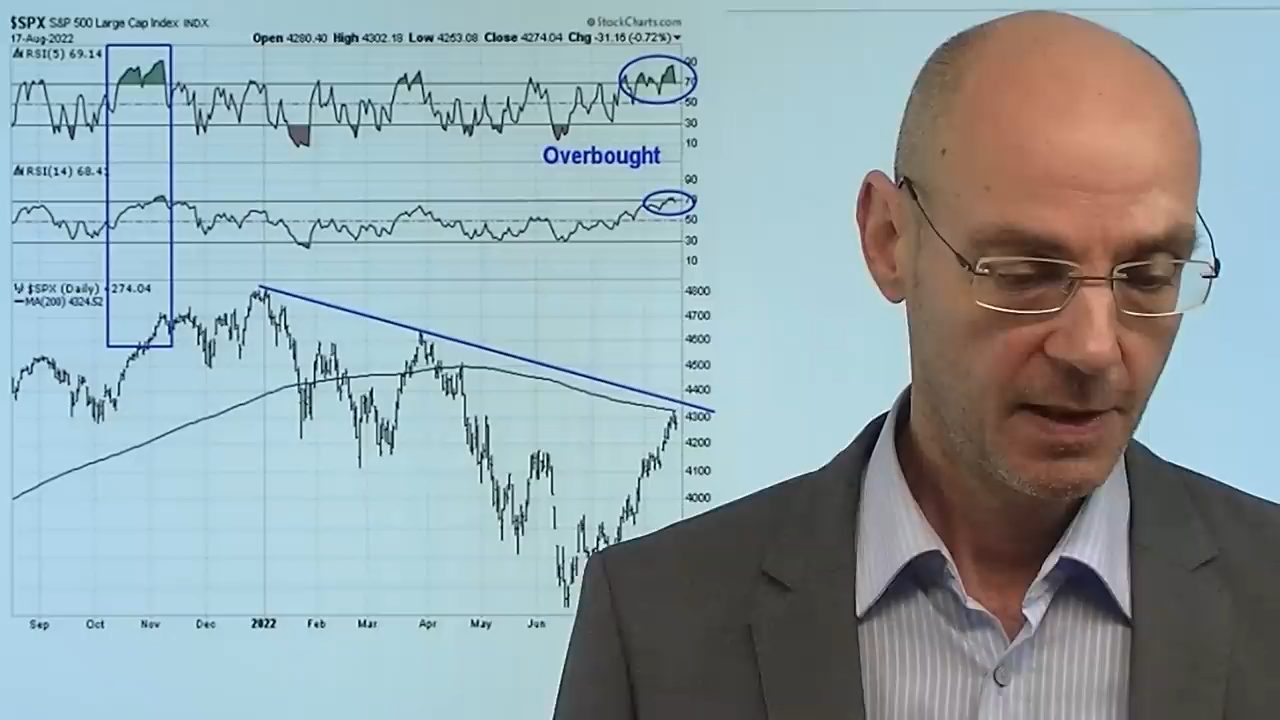 $SPX S&P 500 Large Cap Index INDX
© StockCharts.com
17-Aug-2022
Open 4280.40 High 4302.18 Low 4253.08 Close 4274.04 Chg -31.16 (-0.72%)
RSI(5) 69.14
90
70
50
30
10
Overbought
RSI(14) 68.4
90
70
50
30
10
$SPX (Daily) 4274.04
MA(200) 4324.52
4800
4700
4600
4500
4400
4300
4200
4100
4000
Sep Oct Nov Dec 2022 Feb Mar Apr May Jun